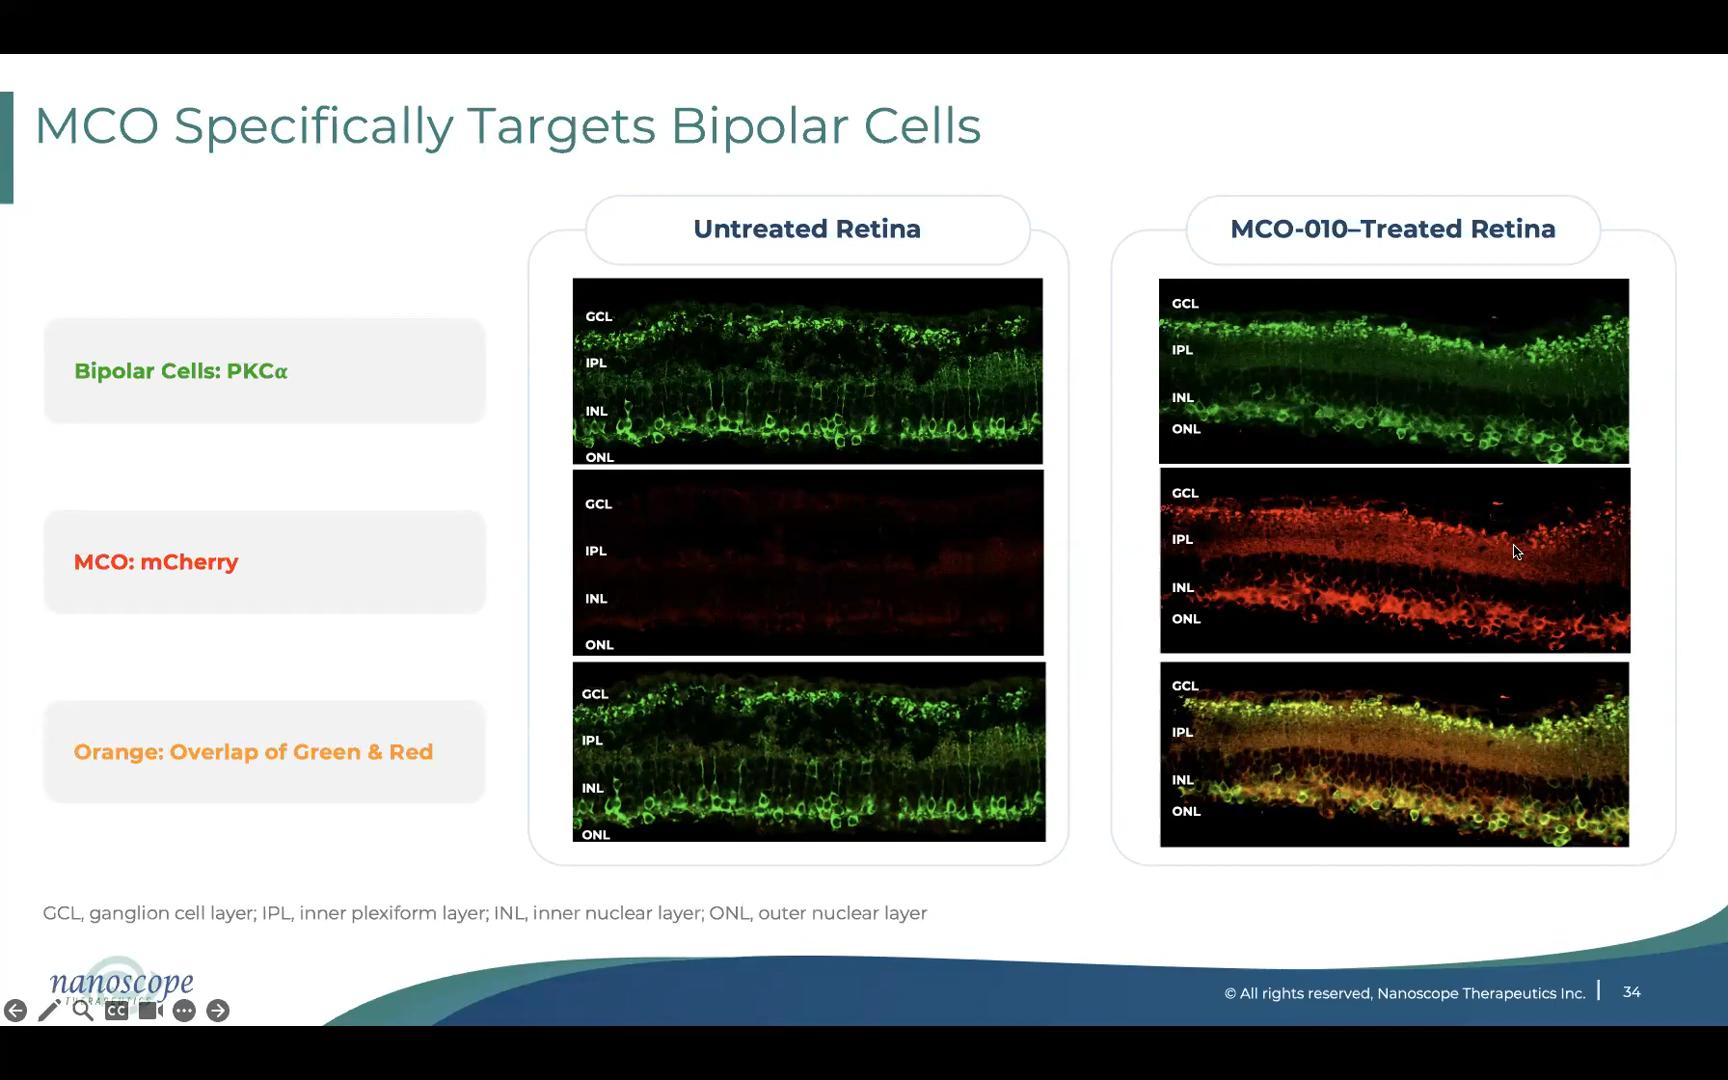 MCO Specifically Targets Bipolar Cells
Untreated Retina
MCO-010–Treated Retina
Bipolar Cells: PKCα
GCL
IPL
INL
ONL
GCL
IPL
INL
ONL
MCO: mCherry
GCL
IPL
INL
ONL
GCL
IPL
INL
ONL
Orange: Overlap of Green & Red
GCL
IPL
INL
ONL
GCL
IPL
INL
ONL
GCL, ganglion cell layer; IPL, inner plexiform layer; INL, inner nuclear layer; ONL, outer nuclear layer
nanoscope
THERAPEUTICS
CC
© All rights reserved, Nanoscope Therapeutics Inc.
34